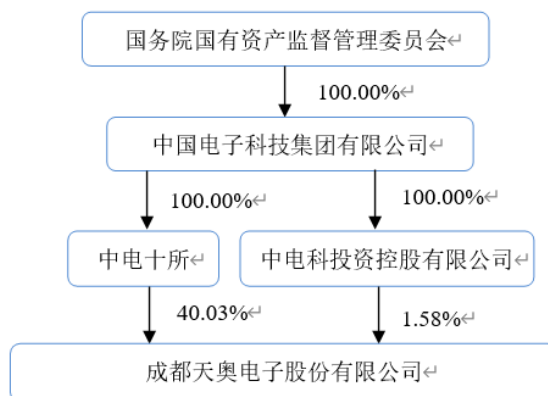 国务院国有资产监督管理委员会↵
100.00%↵
中国电子科技集团有限公司↵
100.00%↵ 100.00%↵
中电十所↵ 中电科投资控股有限公司↵
40.03%↵ 1.58%↵
成都天奥电子股份有限公司↵